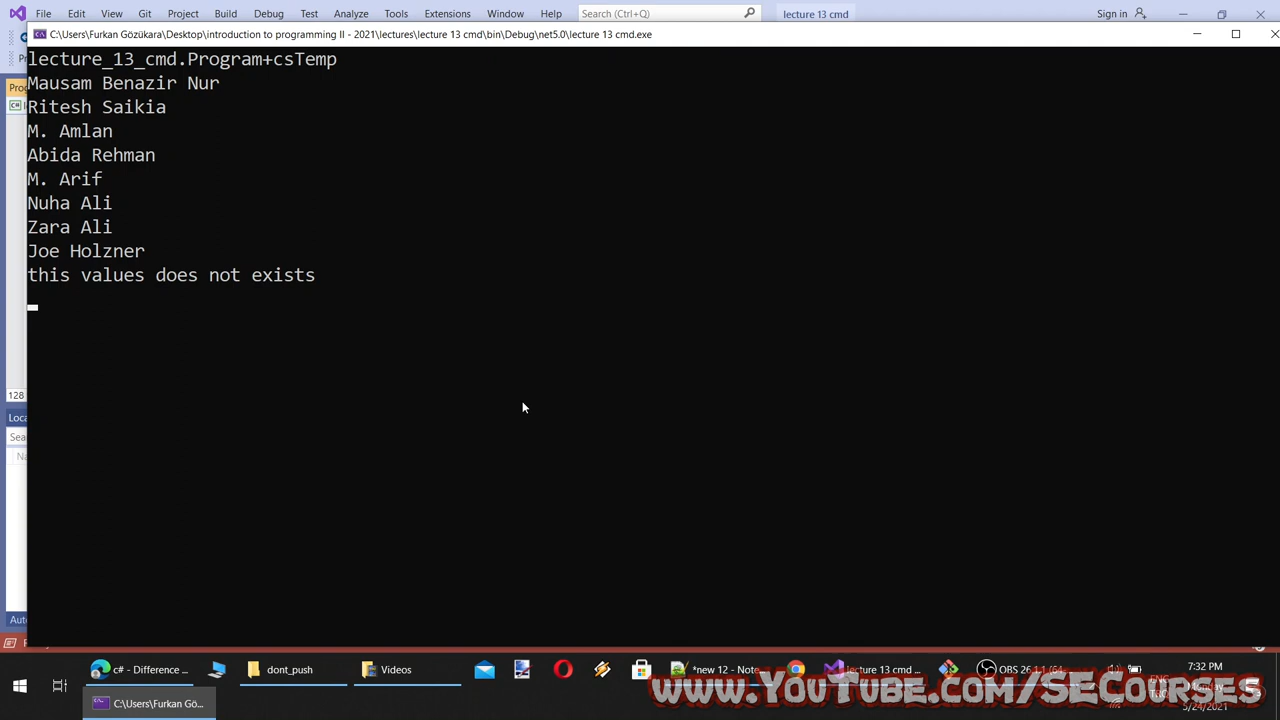 File Edit View Git Project Build Debug Test Analyze Tools Extensions Window Help Search (Ctrl+Q) lecture 13 cmd Sign in
C:\Users\Furkan Gözükara\Desktop\introduction to programming II - 2021\lectures\lecture 13 cmd\bin\Debug\net5.0\lecture 13 cmd.exe
lecture_13_cmd.Program+csTemp
Mausam Benazir Nur
Ritesh Saikia
M. Amlan
Abida Rehman
M. Arif
Nuha Ali
Zara Ali
Joe Holzner
this values does not exists
128
c# - Difference ... dont_push Videos *new 12 - Note... lecture 13 cmd ... OBS 26.1.1 (64... 7:32 PM
ENG Monday
5/24/2021
C:\Users\Furkan Gö...
www.YouTube.com/SECourses